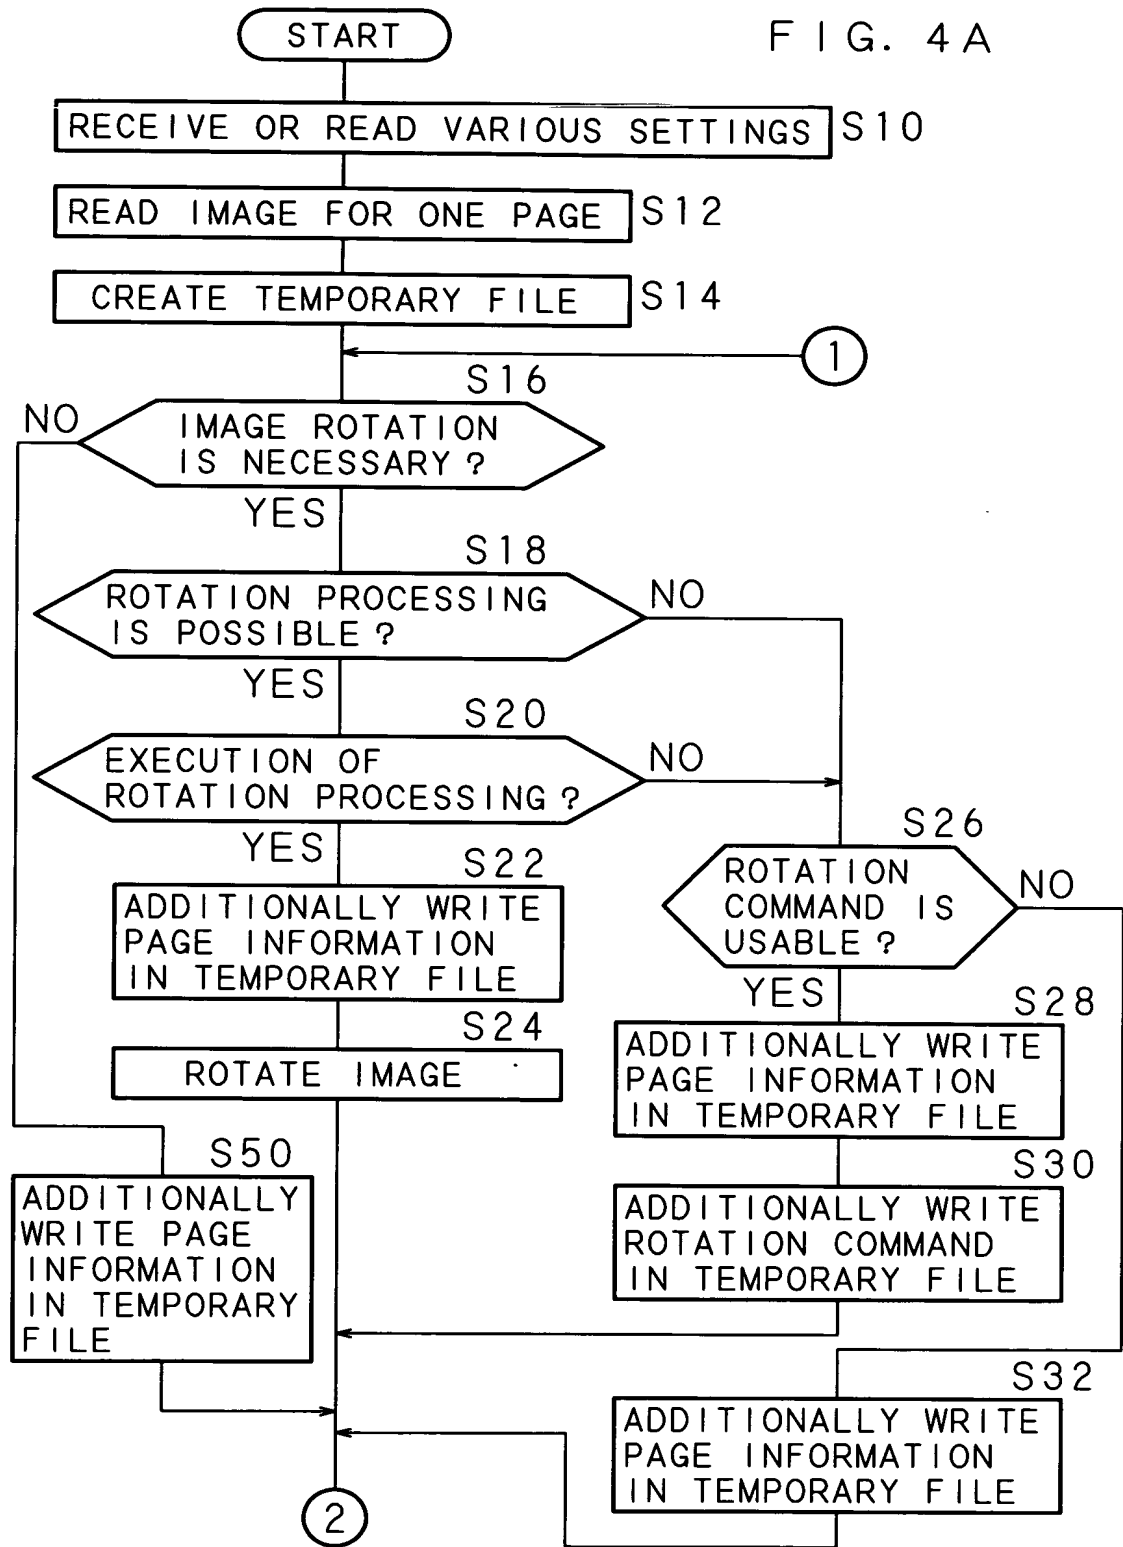 START
FIG. 4A
RECEIVE OR READ VARIOUS SETTINGS S10
READ IMAGE FOR ONE PAGE S12
CREATE TEMPORARY FILE S14
1
S16
NO
IMAGE ROTATION
IS NECESSARY?
YES
S18
ROTATION PROCESSING
IS POSSIBLE?
NO
YES
S20
EXECUTION OF
ROTATION PROCESSING?
NO
YES
S22
ADDITIONALLY WRITE
PAGE INFORMATION
IN TEMPORARY FILE
S24
ROTATE IMAGE
S26
ROTATION
COMMAND IS
USABLE?
NO
YES
S28
ADDITIONALLY WRITE
PAGE INFORMATION
IN TEMPORARY FILE
S30
ADDITIONALLY WRITE
ROTATION COMMAND
IN TEMPORARY FILE
S50
ADDITIONALLY
WRITE PAGE
INFORMATION
IN TEMPORARY
FILE
S32
ADDITIONALLY WRITE
PAGE INFORMATION
IN TEMPORARY FILE
2